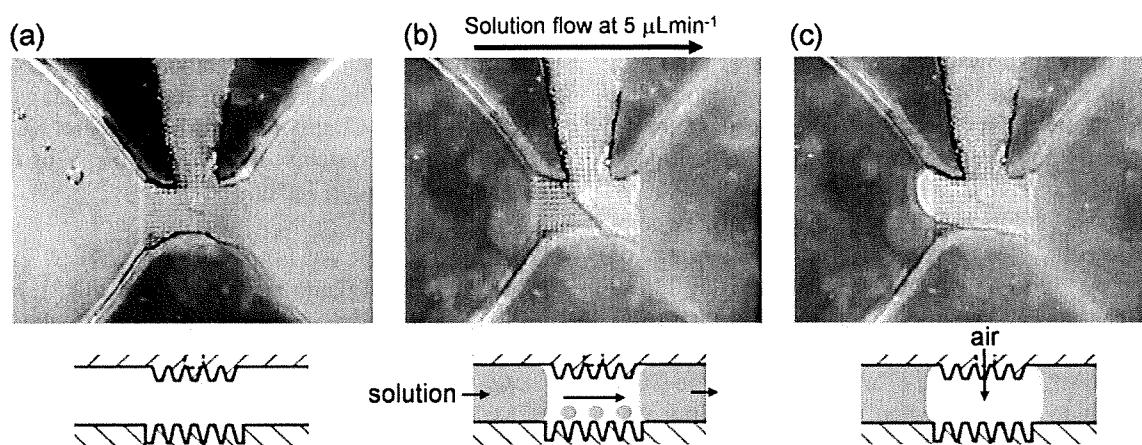 (a)
(b)
(c)
Solution flow at 5 μLmin⁻¹
solution
air